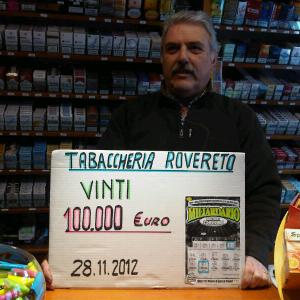 TABACCHERIA ROVERETO
VINTI
100.000 EURO
28.11.2012
MILIARDARIO